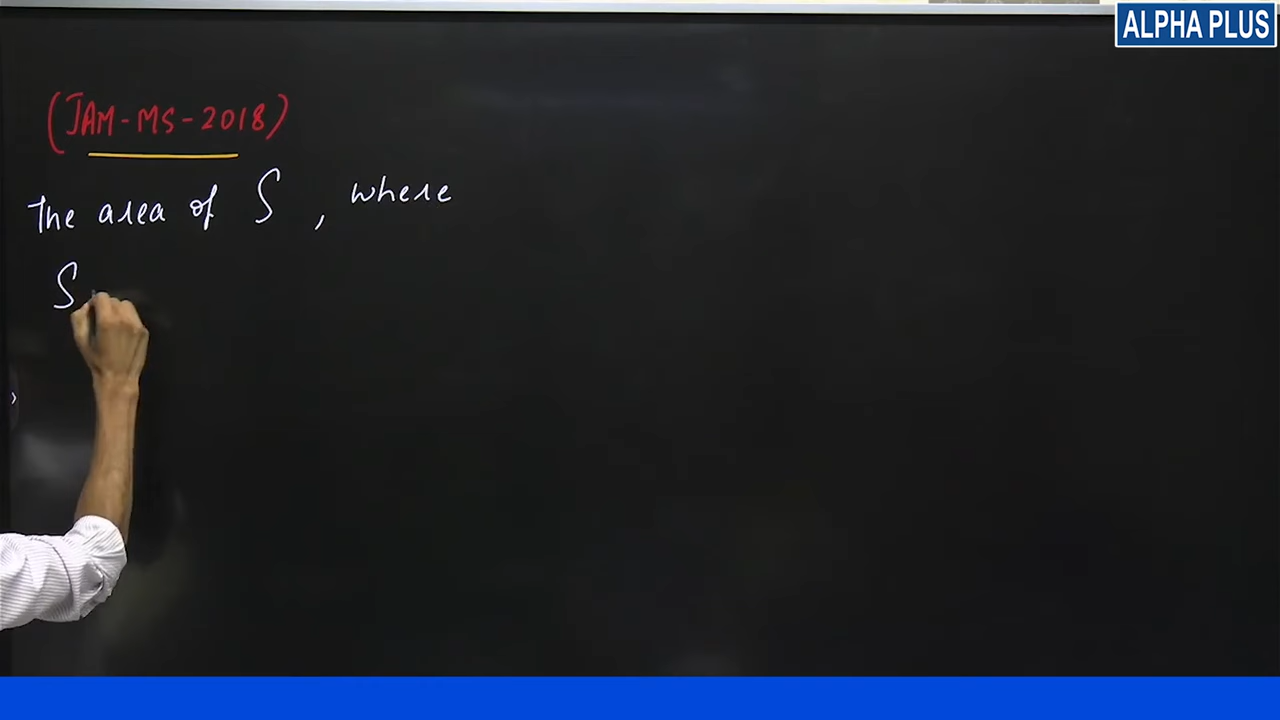 ALPHA PLUS
(JAM-MS-2018)
The area of S, where
S